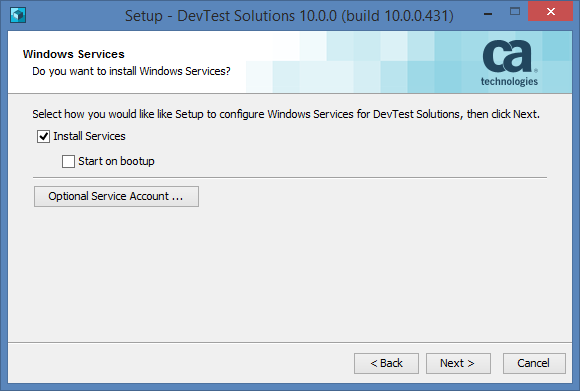 Setup - DevTest Solutions 10.0.0 (build 10.0.0.431)
Windows Services
Do you want to install Windows Services?
ca
technologies
Select how you would like like Setup to configure Windows Services for DevTest Solutions, then click Next.
Install Services
Start on bootup
Optional Service Account ...
< Back
Next >
Cancel